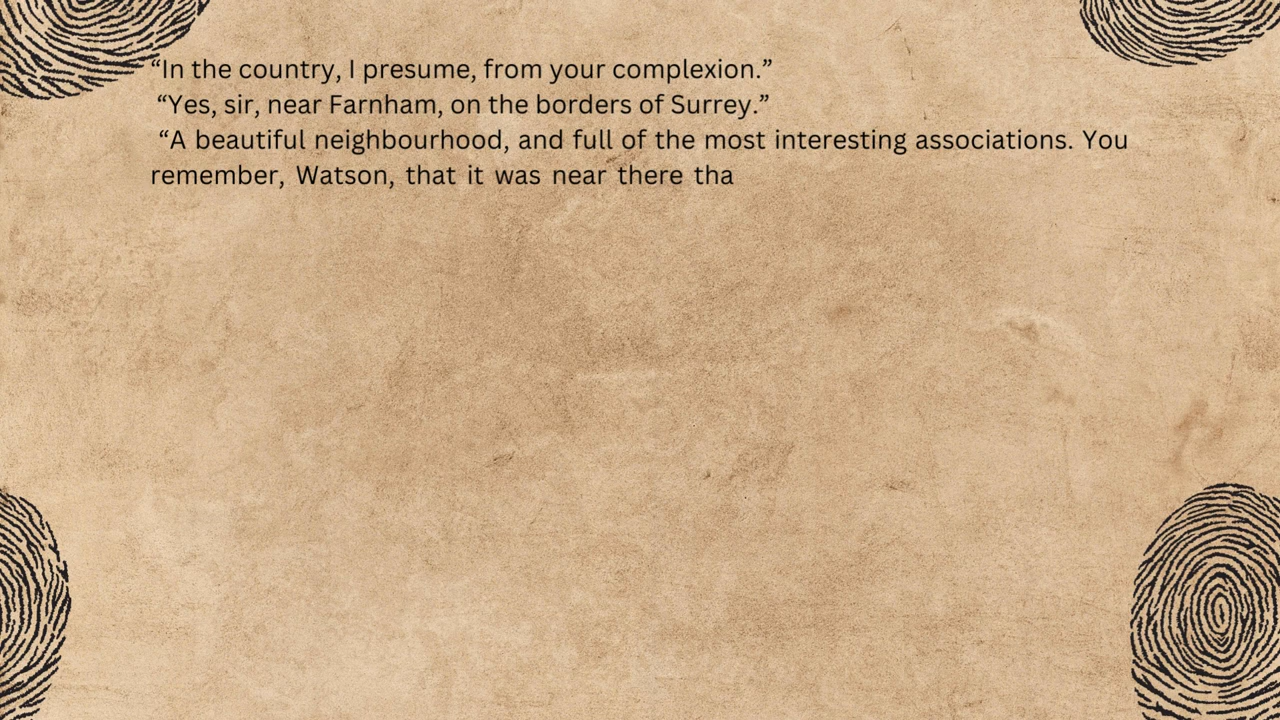 “In the country, I presume, from your complexion.”
“Yes, sir, near Farnham, on the borders of Surrey.”
“A beautiful neighbourhood, and full of the most interesting associations. You
remember, Watson, that it was near there tha